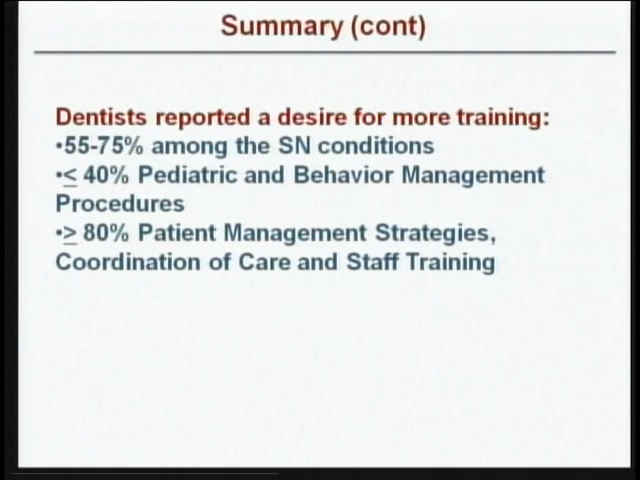 Summary (cont)
Dentists reported a desire for more training:
•55-75% among the SN conditions
•≤ 40% Pediatric and Behavior Management
Procedures
•≥ 80% Patient Management Strategies,
Coordination of Care and Staff Training